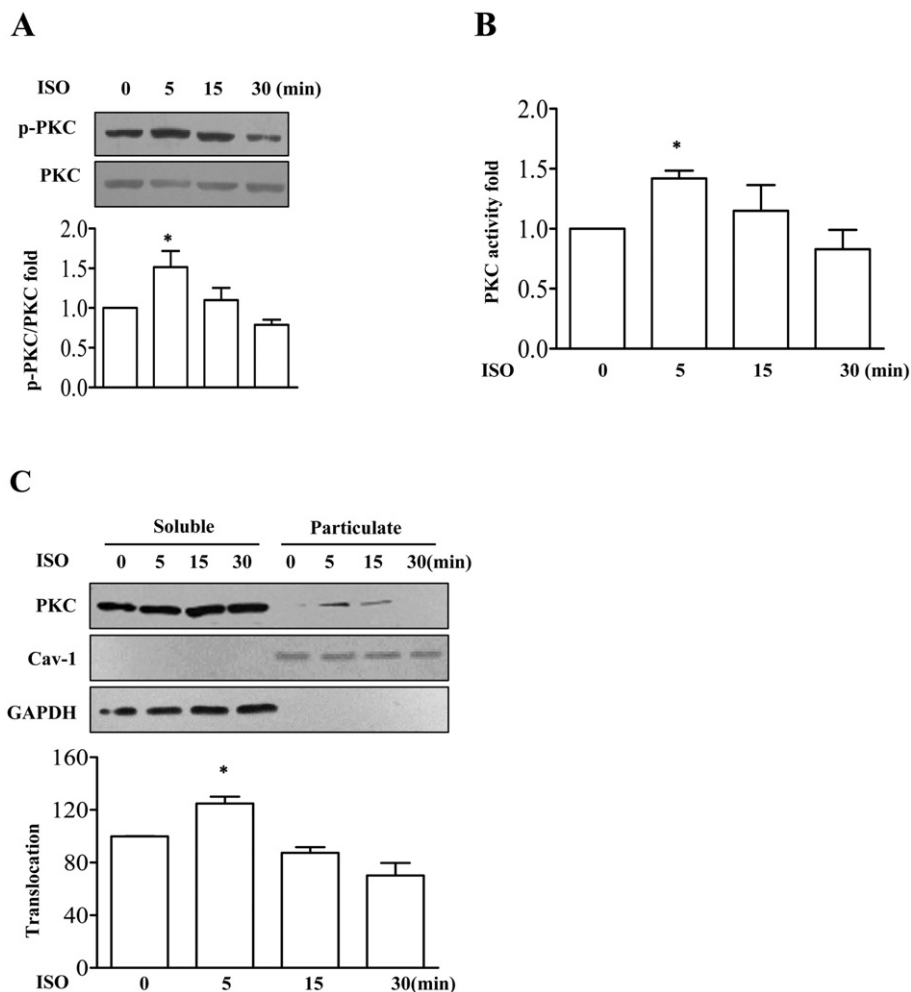 A
ISO 0 5 15 30 (min)
p-PKC
PKC
p-PKC/PKC fold
2.0
1.5
1.0
0.5
0.0
*
B
PKC activity fold
2.0
1.5
1.0
0.5
0.0
*
ISO 0 5 15 30 (min)
C
Soluble Particulate
ISO 0 5 15 30 0 5 15 30(min)
PKC
Cav-1
GAPDH
Translocation
160
120
80
40
0
*
ISO 0 5 15 30(min)